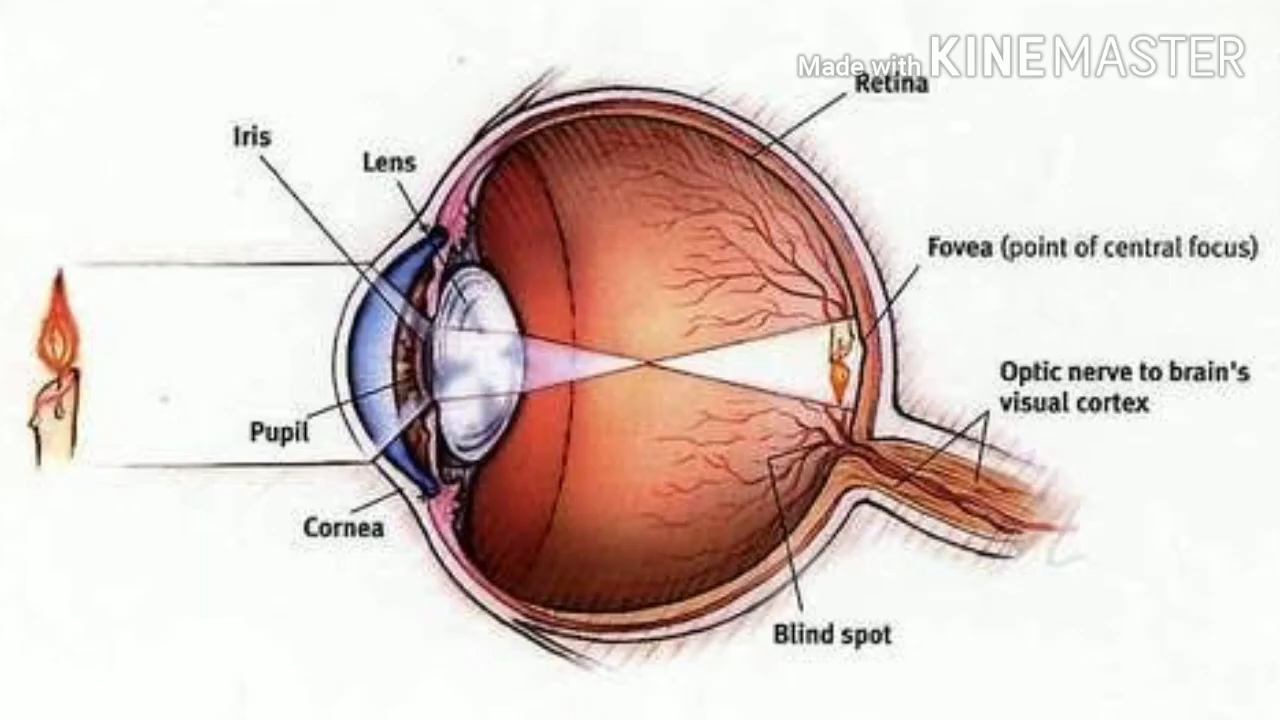 Made with KINEMASTER
Retina
Iris
Lens
Fovea (point of central focus)
Optic nerve to brain's
visual cortex
Pupil
Cornea
Blind spot